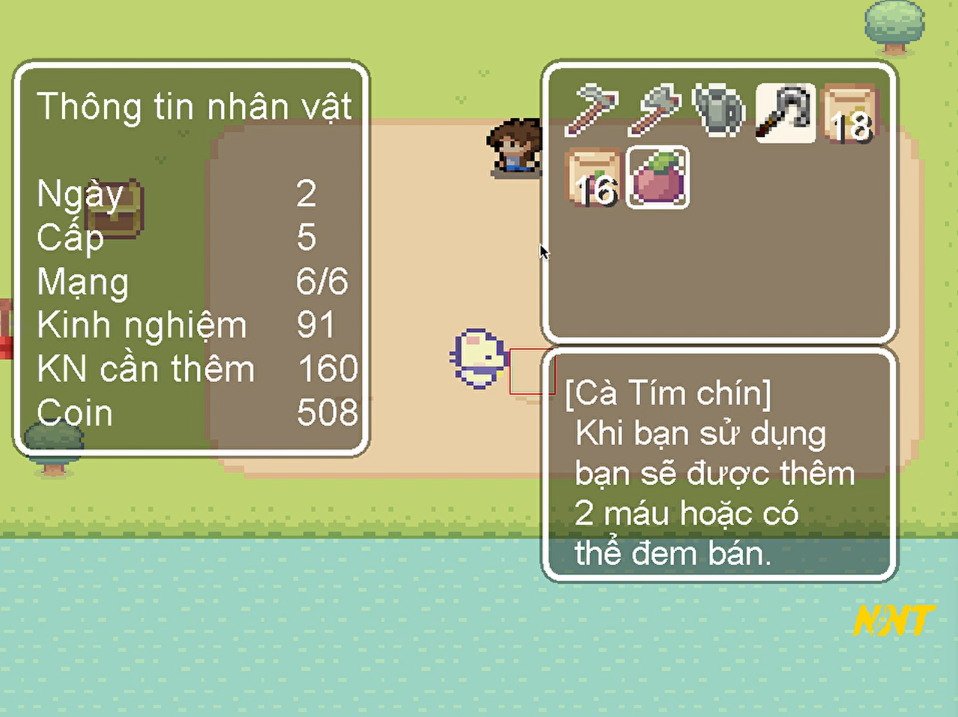 Thông tin nhân vật
Ngày 2
Cấp 5
Mạng 6/6
Kinh nghiệm 91
KN cần thêm 160
Coin 508
18
16
[Cà Tím chín]
Khi bạn sử dụng
bạn sẽ được thêm
2 máu hoặc có
thể đem bán.
NNT